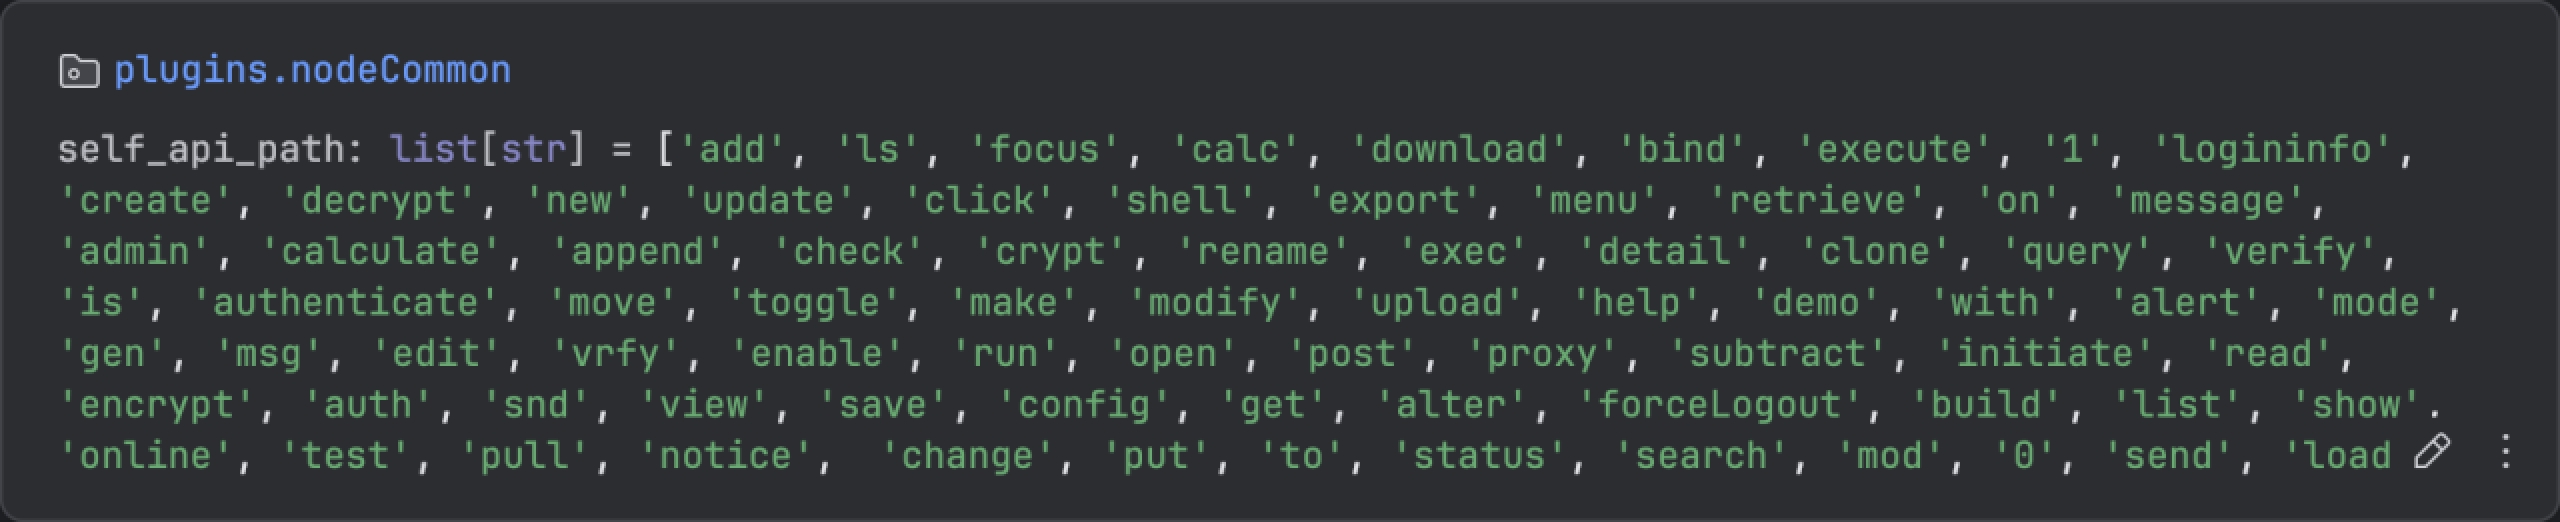 plugins.nodeCommon
self_api_path: list[str] = ['add', 'ls', 'focus', 'calc', 'download', 'bind', 'execute', '1', 'logininfo',
'create', 'decrypt', 'new', 'update', 'click', 'shell', 'export', 'menu', 'retrieve', 'on', 'message',
'admin', 'calculate', 'append', 'check', 'crypt', 'rename', 'exec', 'detail', 'clone', 'query', 'verify',
'is', 'authenticate', 'move', 'toggle', 'make', 'modify', 'upload', 'help', 'demo', 'with', 'alert', 'mode',
'gen', 'msg', 'edit', 'vrfy', 'enable', 'run', 'open', 'post', 'proxy', 'subtract', 'initiate', 'read',
'encrypt', 'auth', 'snd', 'view', 'save', 'config', 'get', 'alter', 'forceLogout', 'build', 'list', 'show'.
'online', 'test', 'pull', 'notice', 'change', 'put', 'to', 'status', 'search', 'mod', '0', 'send', 'load